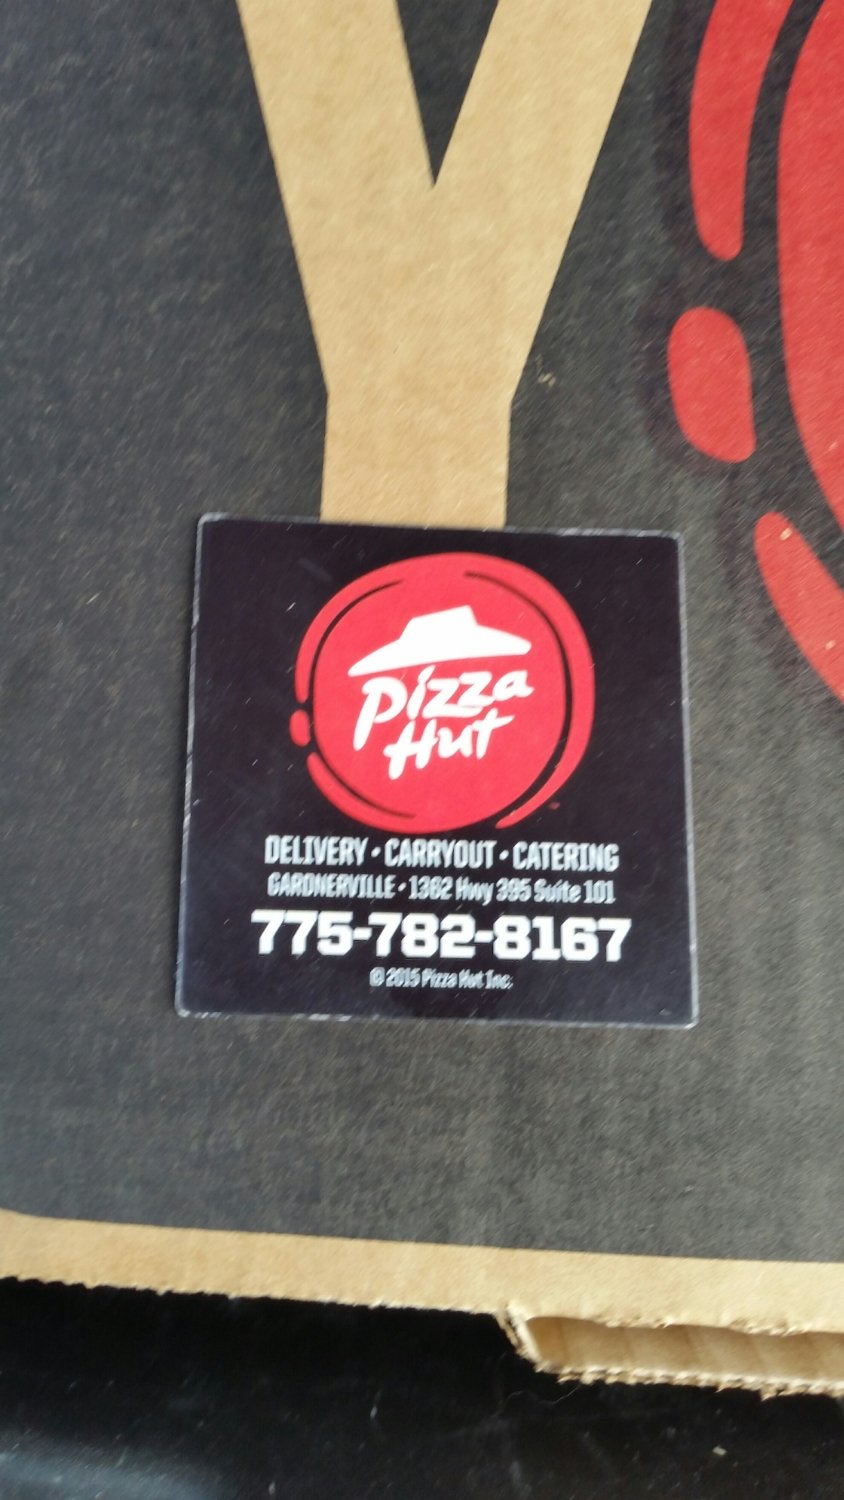 Y
Pizza
Hut
DELIVERY • CARRYOUT • CATERING
GARDNERVILLE • 1362 Hwy 395 Suite 101
775-782-8167
© 2015 Pizza Hut Inc.